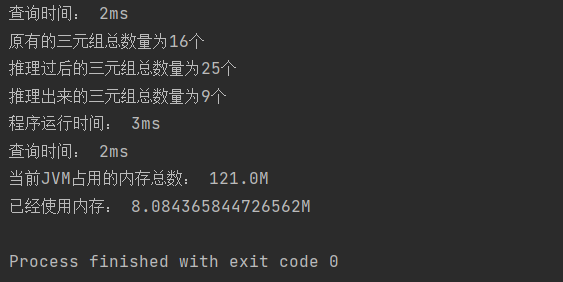 查询时间： 2ms
原有的三元组总数量为16个
推理过后的三元组总数量为25个
推理出来的三元组总数量为9个
程序运行时间： 3ms
查询时间： 2ms
当前JVM占用的内存总数： 121.0M
已经使用内存： 8.084365844726562M
Process finished with exit code 0